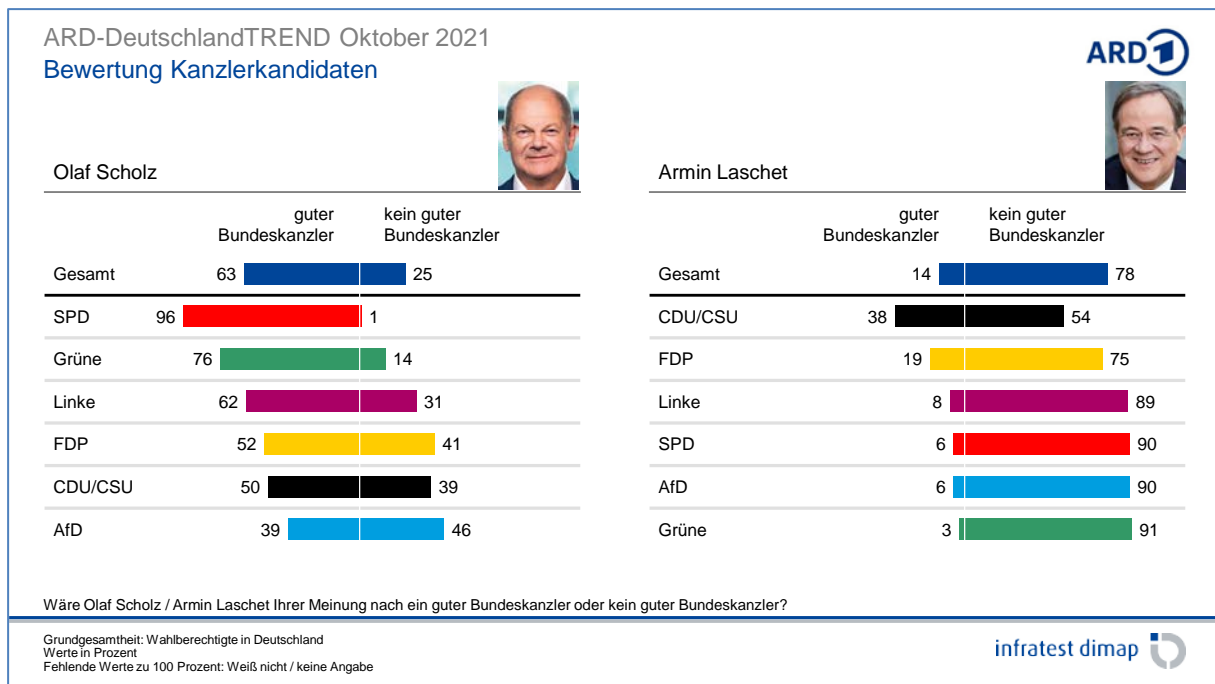 ARD-DeutschlandTREND Oktober 2021
Bewertung Kanzlerkandidaten
ARD 1
Olaf Scholz
guter kein guter
Bundeskanzler Bundeskanzler
Gesamt 63 25
SPD 96 1
Grüne 76 14
Linke 62 31
FDP 52 41
CDU/CSU 50 39
AfD 39 46
Armin Laschet
guter kein guter
Bundeskanzler Bundeskanzler
Gesamt 14 78
CDU/CSU 38 54
FDP 19 75
Linke 8 89
SPD 6 90
AfD 6 90
Grüne 3 91
Wäre Olaf Scholz / Armin Laschet Ihrer Meinung nach ein guter Bundeskanzler oder kein guter Bundeskanzler?
Grundgesamtheit: Wahlberechtigte in Deutschland
Werte in Prozent
Fehlende Werte zu 100 Prozent: Weiß nicht / keine Angabe
infratest dimap